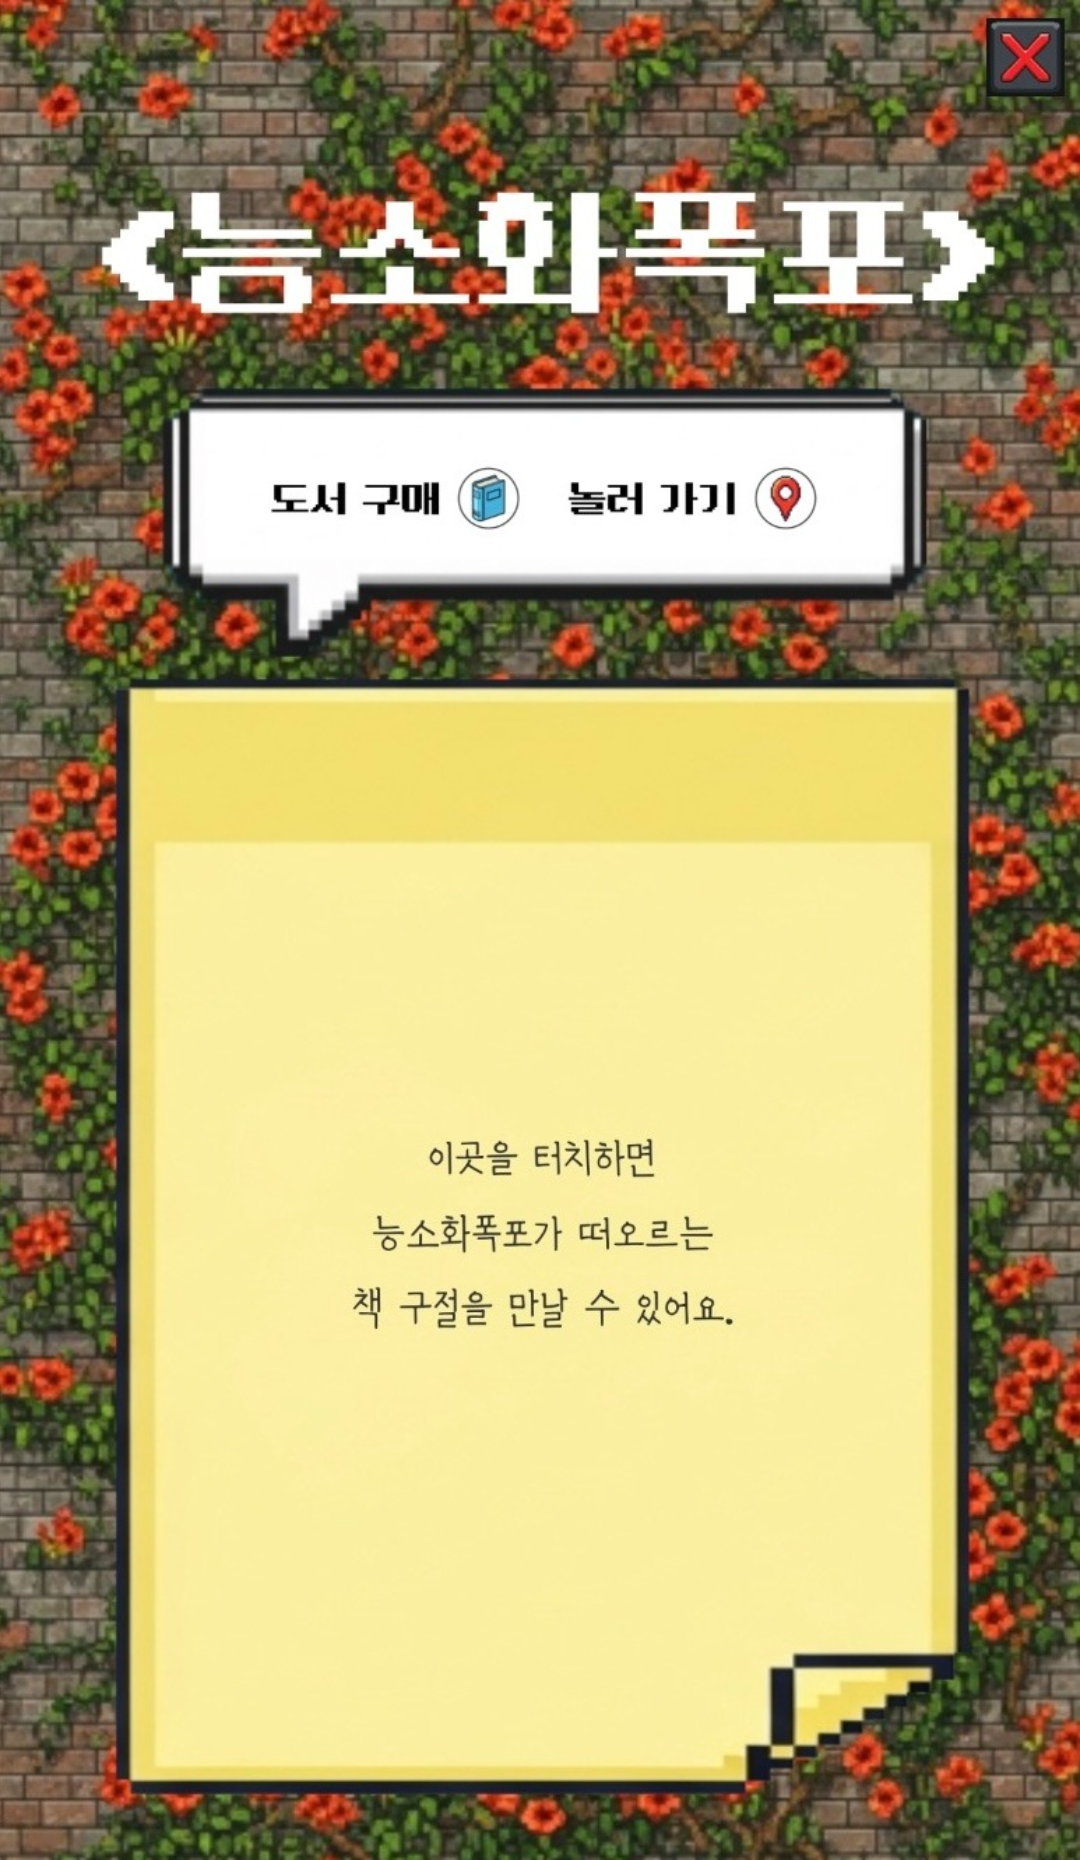 <능소화폭포>
도서 구매 놀러 가기
이곳을 터치하면
능소화폭포가 떠오르는
책 구절을 만날 수 있어요.